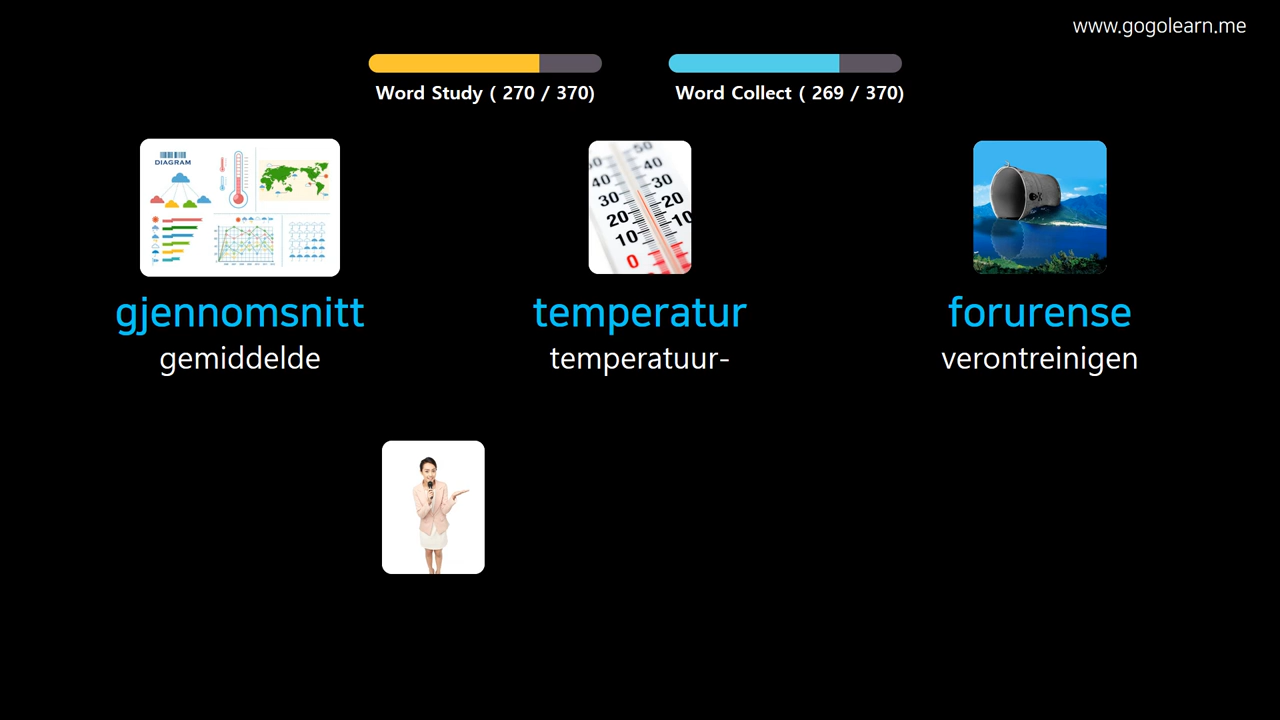 www.gogolearn.me
Word Study ( 270 / 370)
Word Collect ( 269 / 370)
DIAGRAM
gjennomsnitt
gemiddelde
temperatur
temperatuur-
forurense
verontreinigen